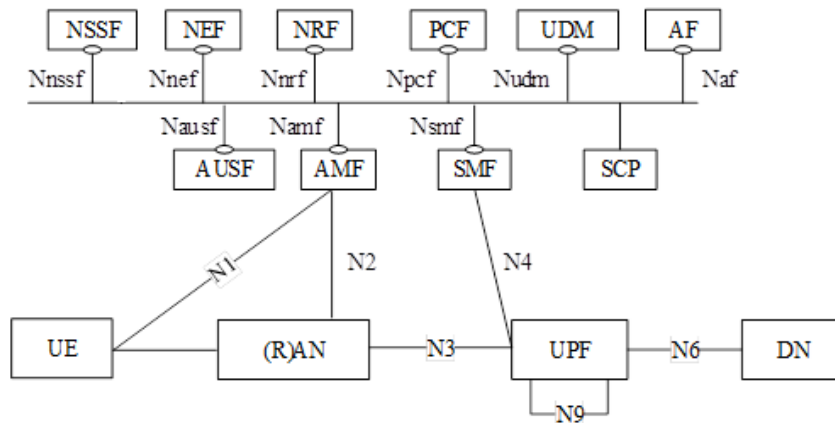 NSSF NEF NRF PCF UDM AF
Nnssf Nnef Nnrf Npcf Nudm Naf
Nausf Namf Nsmf
AUSF AMF SMF SCP
N1 N2 N4
UE (R)AN N3 UPF N6 DN
N9